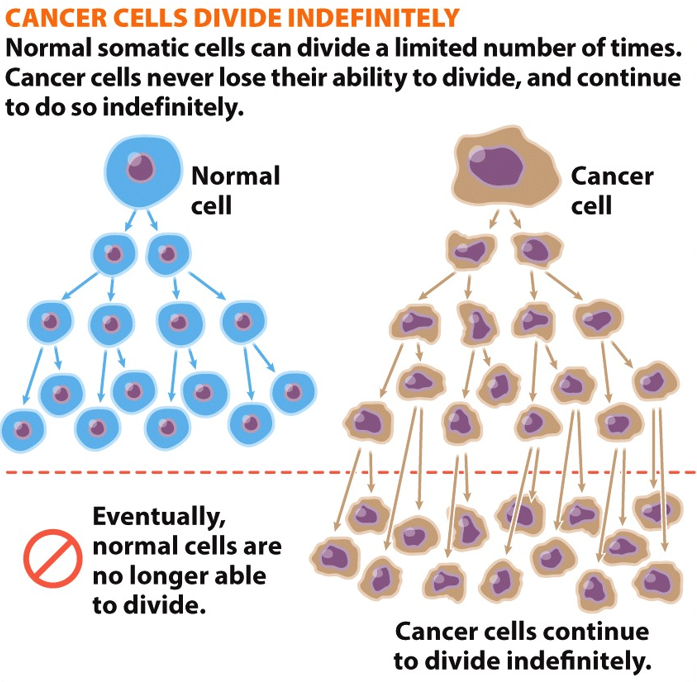 CANCER CELLS DIVIDE INDEFINITELY
Normal somatic cells can divide a limited number of times.
Cancer cells never lose their ability to divide, and continue
to do so indefinitely.
Normal
cell
Cancer
cell
Eventually,
normal cells are
no longer able
to divide.
Cancer cells continue
to divide indefinitely.